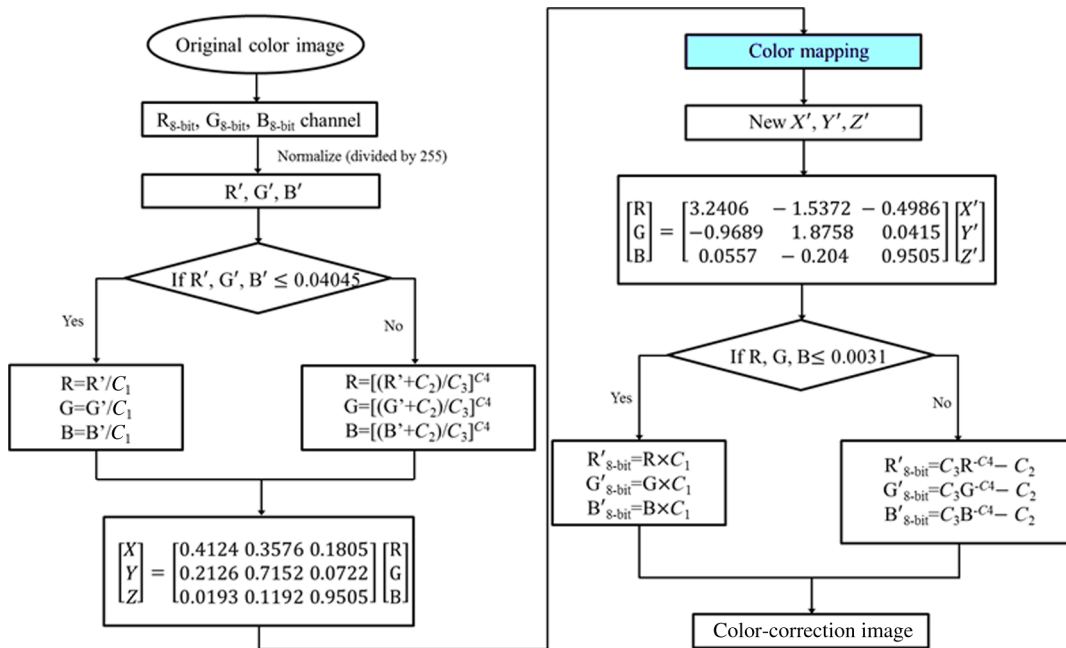 Original color image
R8-bit, G8-bit, B8-bit channel
Normalize (divided by 255)
R′, G′, B′
If R′, G′, B′ ≤ 0.04045
Yes
No
R=R’/C1
G=G’/C1
B=B’/C1
R=[(R’+C2)/C3]^C4
G=[(G’+C2)/C3]^C4
B=[(B’+C2)/C3]^C4
[X] = [0.4124 0.3576 0.1805] [R]
[Y] = [0.2126 0.7152 0.0722] [G]
[Z] = [0.0193 0.1192 0.9505] [B]
Color mapping
New X′, Y′, Z′
[R] = [3.2406 − 1.5372 − 0.4986] [X′]
[G] = [−0.9689 1.8758 0.0415] [Y′]
[B] = [0.0557 − 0.204 0.9505] [Z′]
If R, G, B≤ 0.0031
Yes
No
R′8-bit=R×C1
G′8-bit=G×C1
B′8-bit=B×C1
R′8-bit=C3R^-C4− C2
G′8-bit=C3G^-C4− C2
B′8-bit=C3B^-C4− C2
Color-correction image